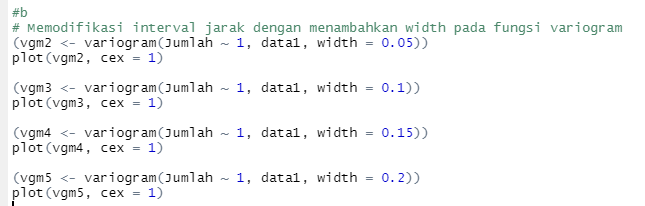 #b
# Memodifikasi interval jarak dengan menambahkan width pada fungsi variogram
(vgm2 <- variogram(Jumlah ~ 1, data1, width = 0.05))
plot(vgm2, cex = 1)
(vgm3 <- variogram(Jumlah ~ 1, data1, width = 0.1))
plot(vgm3, cex = 1)
(vgm4 <- variogram(Jumlah ~ 1, data1, width = 0.15))
plot(vgm4, cex = 1)
(vgm5 <- variogram(Jumlah ~ 1, data1, width = 0.2))
plot(vgm5, cex = 1)